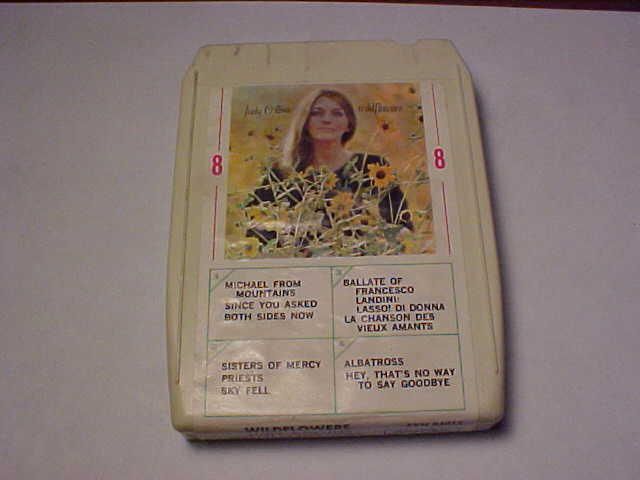 Judy Collins wildflowers
8 8
1
MICHAEL FROM
MOUNTAINS
SINCE YOU ASKED
BOTH SIDES NOW
BALLATE OF
FRANCESCO
LANDINI:
LASSO! DI DONNA
LA CHANSON DES
VIEUX AMANTS
SISTERS OF MERCY
PRIESTS
SKY FELL
ALBATROSS
HEY, THAT'S NO WAY
TO SAY GOODBYE
WILDFLOWERS